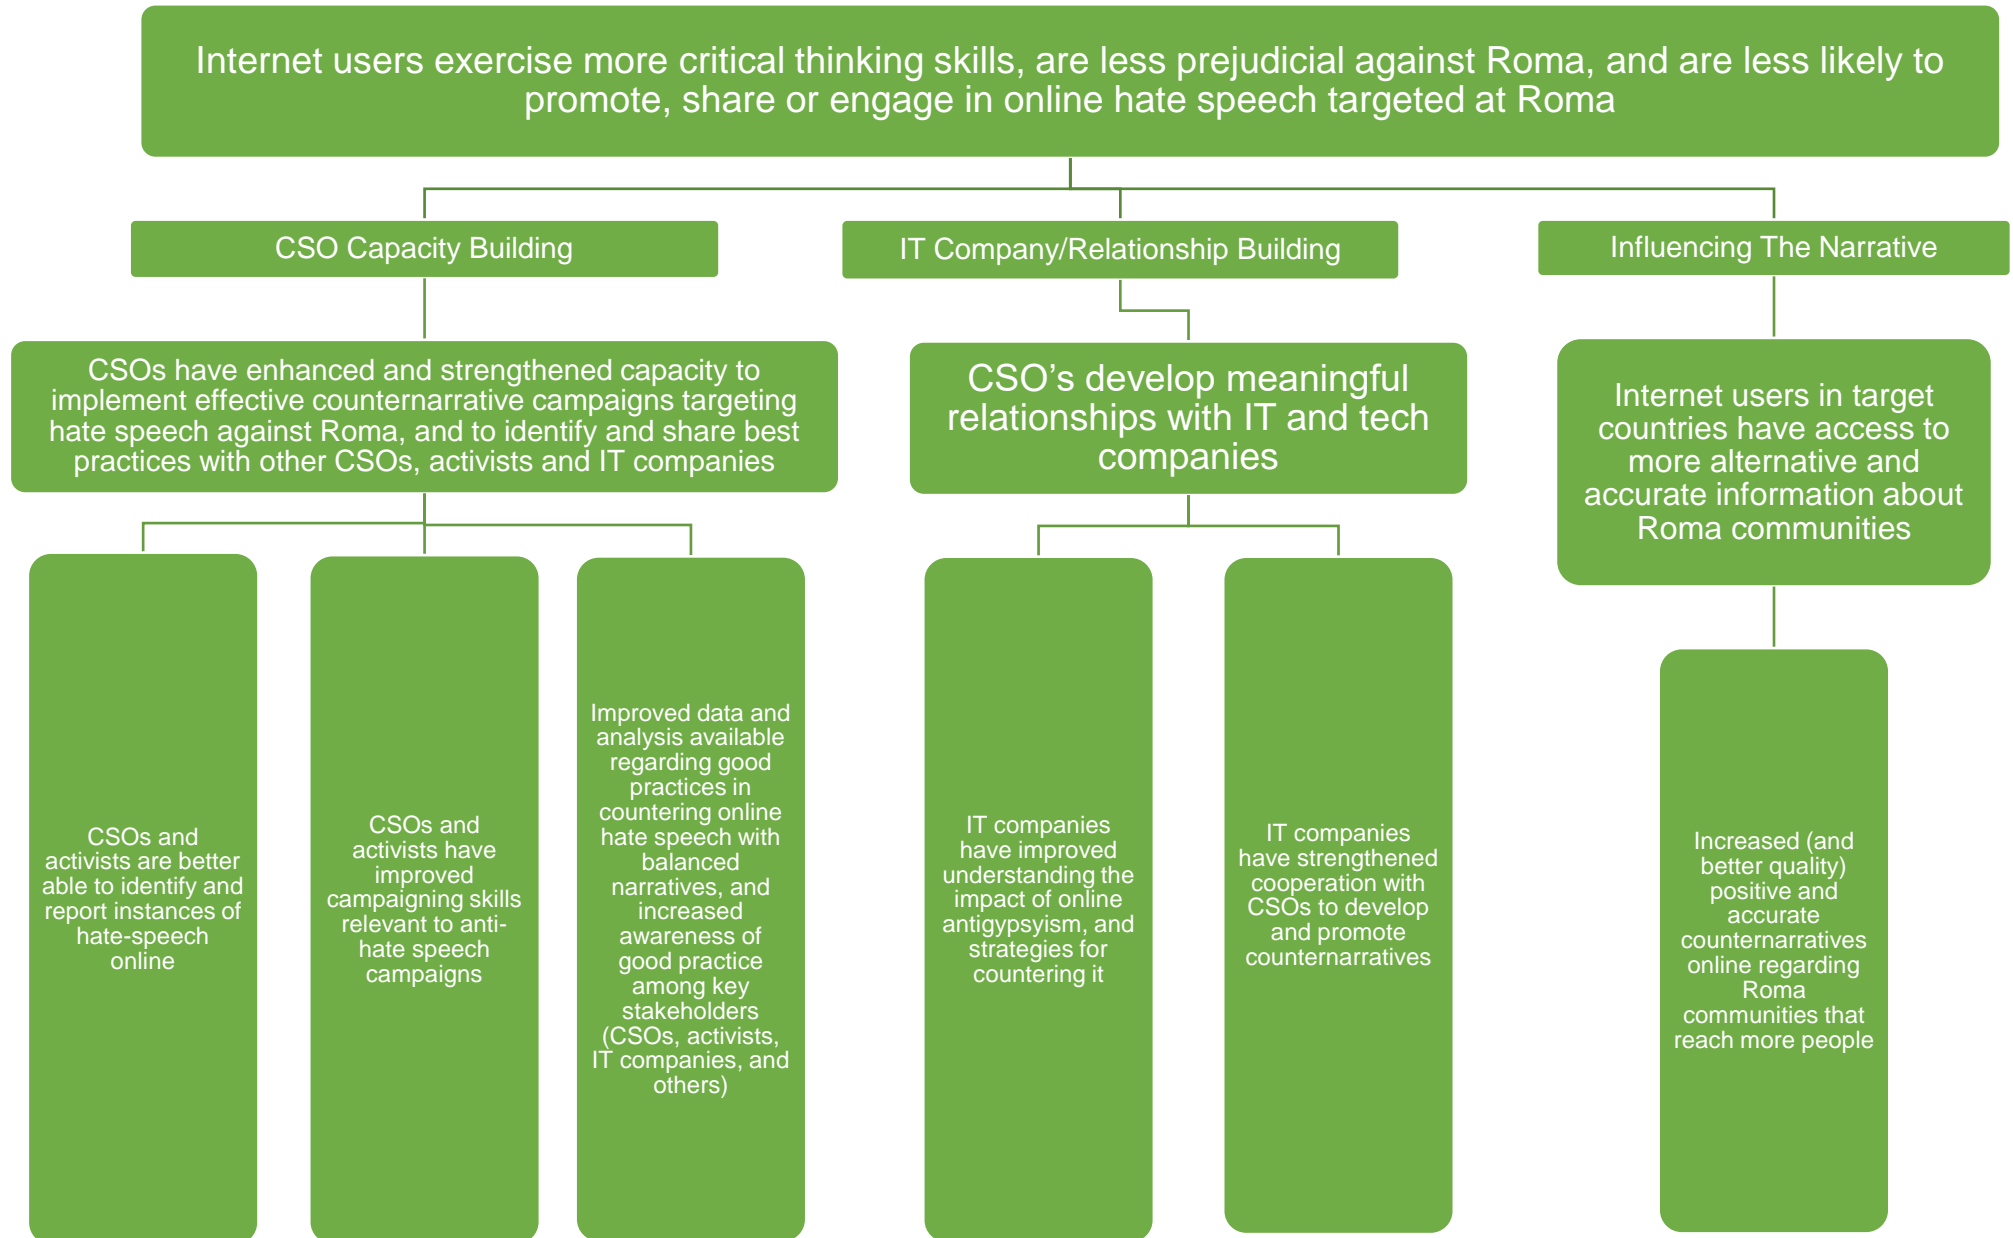 Internet users exercise more critical thinking skills, are less prejudicial against Roma, and are less likely to
promote, share or engage in online hate speech targeted at Roma
CSO Capacity Building
IT Company/Relationship Building
Influencing The Narrative
CSOs have enhanced and strengthened capacity to
implement effective counternarrative campaigns targeting
hate speech against Roma, and to identify and share best
practices with other CSOs, activists and IT companies
CSO’s develop meaningful
relationships with IT and tech
companies
Internet users in target
countries have access to
more alternative and
accurate information about
Roma communities
CSOs and
activists are better
able to identify and
report instances of
hate-speech
online
CSOs and
activists have
improved
campaigning skills
relevant to anti-
hate speech
campaigns
Improved data and
analysis available
regarding good
practices in
countering online
hate speech with
balanced
narratives, and
increased
awareness of
good practice
among key
stakeholders
(CSOs, activists,
IT companies, and
others)
IT companies
have improved
understanding the
impact of online
antigypsyism, and
strategies for
countering it
IT companies
have strengthened
cooperation with
CSOs to develop
and promote
counternarratives
Increased (and
better quality)
positive and
accurate
counternarratives
online regarding
Roma
communities that
reach more people